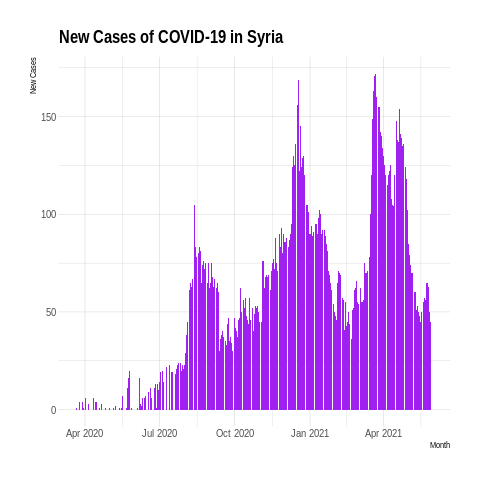 New Cases of COVID-19 in Syria
New Cases
150
100
50
0
Apr 2020 Jul 2020 Oct 2020 Jan 2021 Apr 2021
Month